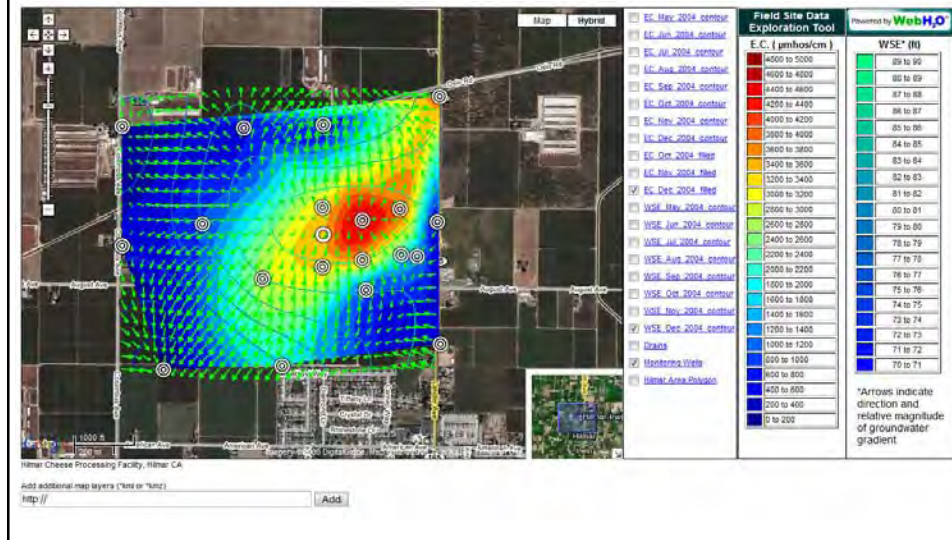 Map
Hybrid
August Ave
August Ave
1000 ft
American Ave
Hilmar
Hilmar Cheese Processing Facility, Hilmar CA
Add additional map layers (*kml or *kmz)
http://
Add
EC May 2004 contour
EC Jun 2004 contour
EC Jul 2004 contour
EC Aug 2004 contour
EC Sep 2004 contour
EC Oct 2004 contour
EC Nov 2004 contour
EC Dec 2004 contour
EC Oct 2004 filled
EC Nov 2004 filled
EC Dec 2004 filled
WSE May 2004 contour
WSE Jun 2004 contour
WSE Jul 2004 contour
WSE Aug 2004 contour
WSE Sep 2004 contour
WSE Oct 2004 contour
WSE Nov 2004 contour
WSE Dec 2004 contour
Drains
Monitoring Wells
Hilmar Area Polygon
Field Site Data
Exploration Tool
E.C. ( µmhos/cm )
4800 to 5000
4600 to 4800
4400 to 4600
4200 to 4400
4000 to 4200
3800 to 4000
3600 to 3800
3400 to 3600
3200 to 3400
3000 to 3200
2800 to 3000
2600 to 2800
2400 to 2600
2200 to 2400
2000 to 2200
1800 to 2000
1600 to 1800
1400 to 1600
1200 to 1400
1000 to 1200
800 to 1000
600 to 800
400 to 600
200 to 400
0 to 200
Powered by WebH2O
WSE* (ft)
89 to 90
88 to 89
87 to 88
86 to 87
85 to 86
84 to 85
83 to 84
82 to 83
81 to 82
80 to 81
79 to 80
78 to 79
77 to 78
76 to 77
75 to 76
74 to 75
73 to 74
72 to 73
71 to 72
70 to 71
*Arrows indicate
direction and
relative magnitude
of groundwater
gradient